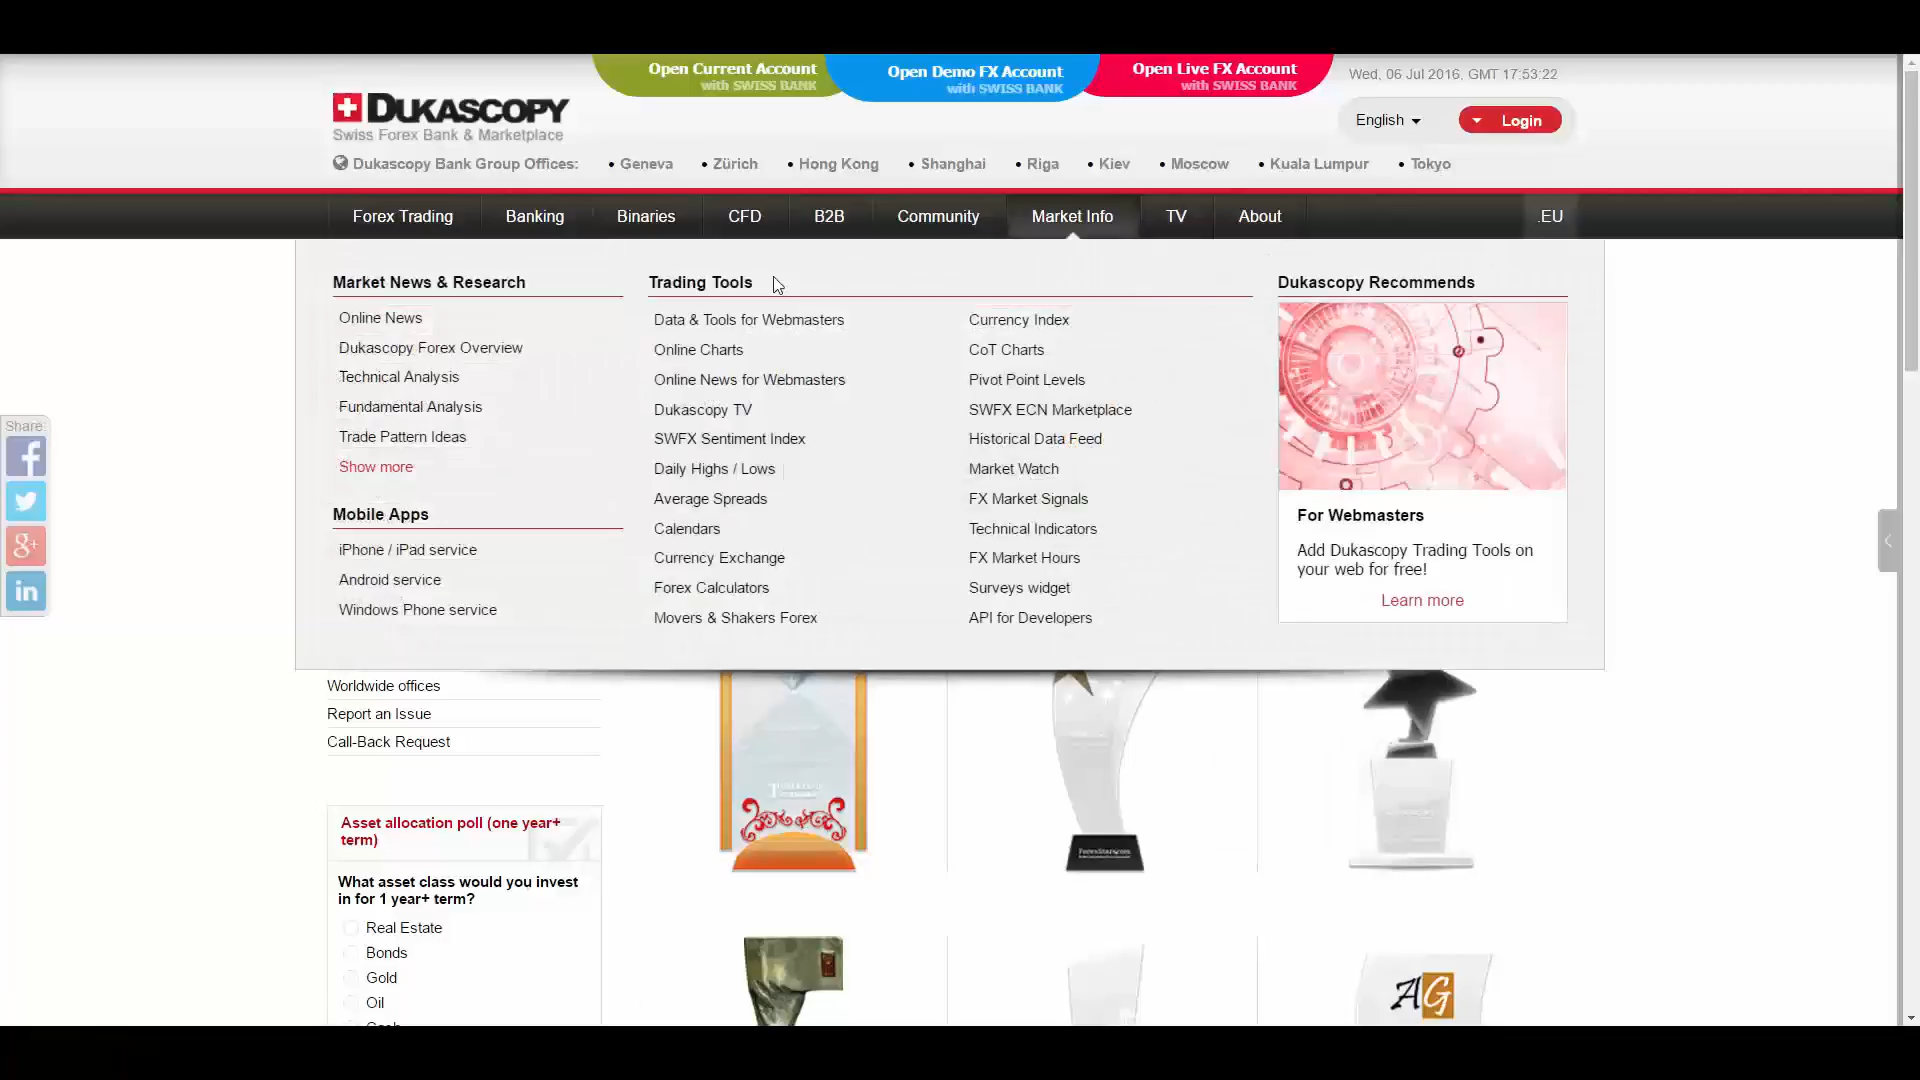 Open Current Account
with SWISS BANK
Open Demo FX Account
with SWISS BANK
Open Live FX Account
with SWISS BANK
Wed, 06 Jul 2016, GMT 17:53:22
DUKASCOPY
Swiss Forex Bank & Marketplace
English
Login
Dukascopy Bank Group Offices: • Geneva • Zürich • Hong Kong • Shanghai • Riga • Kiev • Moscow • Kuala Lumpur • Tokyo
Forex Trading Banking Binaries CFD B2B Community Market Info TV About .EU
Market News & Research
Online News
Dukascopy Forex Overview
Technical Analysis
Fundamental Analysis
Trade Pattern Ideas
Show more
Mobile Apps
iPhone / iPad service
Android service
Windows Phone service
Trading Tools
Data & Tools for Webmasters
Online Charts
Online News for Webmasters
Dukascopy TV
SWFX Sentiment Index
Daily Highs / Lows
Average Spreads
Calendars
Currency Exchange
Forex Calculators
Movers & Shakers Forex
Currency Index
CoT Charts
Pivot Point Levels
SWFX ECN Marketplace
Historical Data Feed
Market Watch
FX Market Signals
Technical Indicators
FX Market Hours
Surveys widget
API for Developers
Dukascopy Recommends
For Webmasters
Add Dukascopy Trading Tools on
your web for free!
Learn more
Share:
f
g+
in
Worldwide offices
Report an Issue
Call-Back Request
Asset allocation poll (one year+
term)
What asset class would you invest
in for 1 year+ term?
Real Estate
Bonds
Gold
Oil
AG